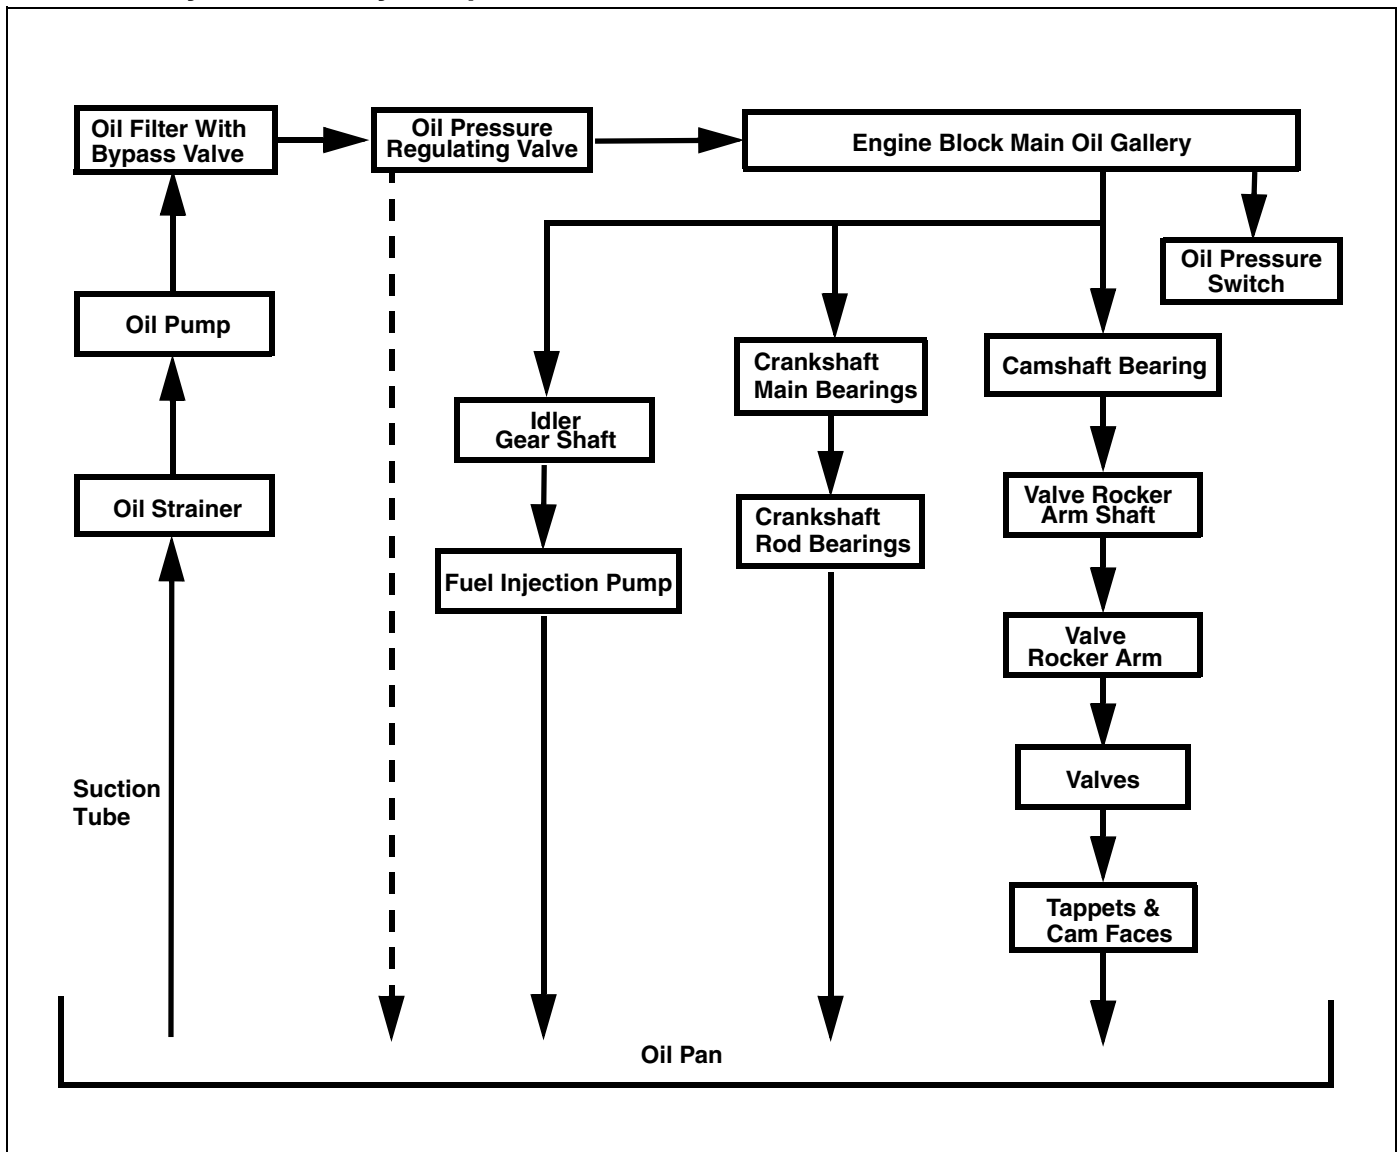 Oil Filter With
Bypass Valve
Oil Pressure
Regulating Valve
Engine Block Main Oil Gallery
Oil Pressure
Switch
Oil Pump
Crankshaft
Main Bearings
Camshaft Bearing
Idler
Gear Shaft
Oil Strainer
Crankshaft
Rod Bearings
Valve Rocker
Arm Shaft
Fuel Injection Pump
Valve
Rocker Arm
Suction
Tube
Valves
Tappets &
Cam Faces
Oil Pan